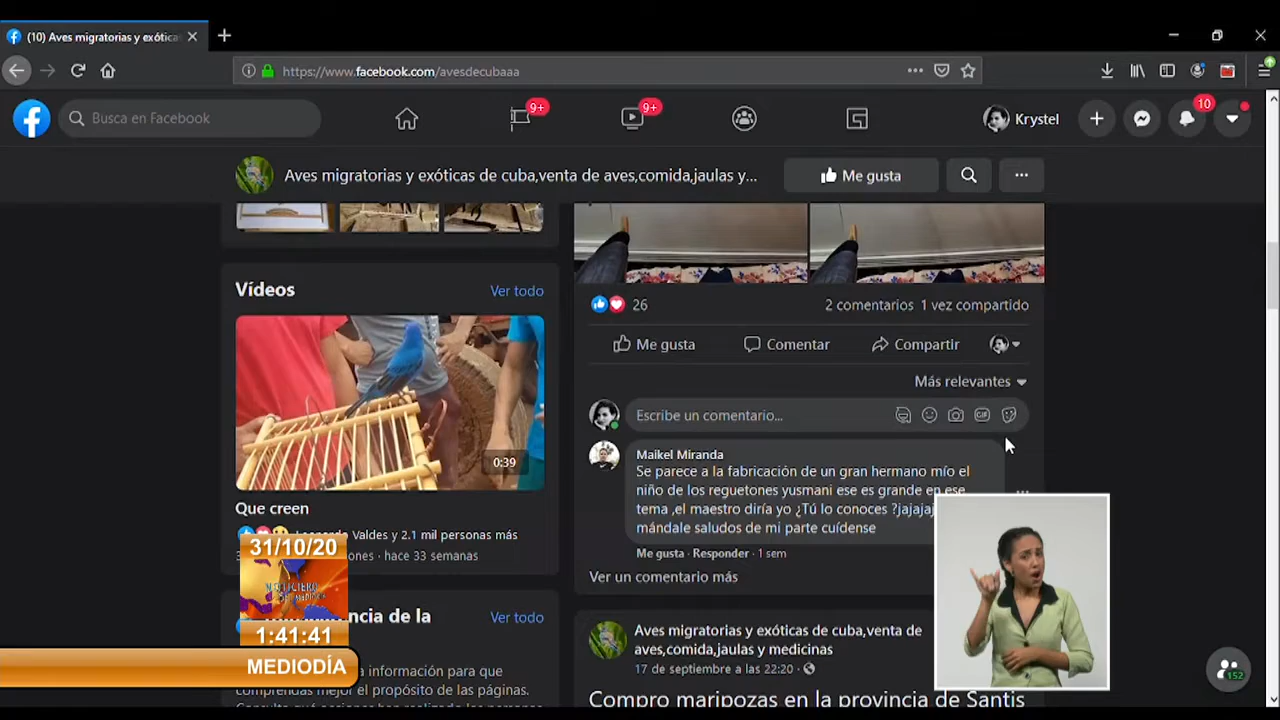 (10) Aves migratorias y exótica
https://www.facebook.com/avesdecubaaa
Busca en Facebook
9+
9+
Krystel
10
Aves migratorias y exóticas de cuba,venta de aves,comida,jaulas y...
Me gusta
Vídeos
Ver todo
0:39
Que creen
Valdes y 2.1 mil personas más
hace 33 semanas
Ver todo
información para que
comprendas mejor el propósito de las páginas.
26
2 comentarios 1 vez compartido
Me gusta
Comentar
Compartir
Más relevantes
Escribe un comentario...
GIF
Maikel Miranda
Se parece a la fabricación de un gran hermano mío el
niño de los reguetones yusmani ese es grande en ese
tema ,el maestro diría yo ¿Tú lo conoces ?jajajaj
mándale saludos de mi parte cuídense
Me gusta · Responder · 1 sem
Ver un comentario más
Aves migratorias y exóticas de cuba,venta de
aves,comida,jaulas y medicinas
17 de septiembre a las 22:20
Compro maripozas en la provincia de Santis
31/10/20
NOTICIERO
1:41:41
MEDIODÍA
152